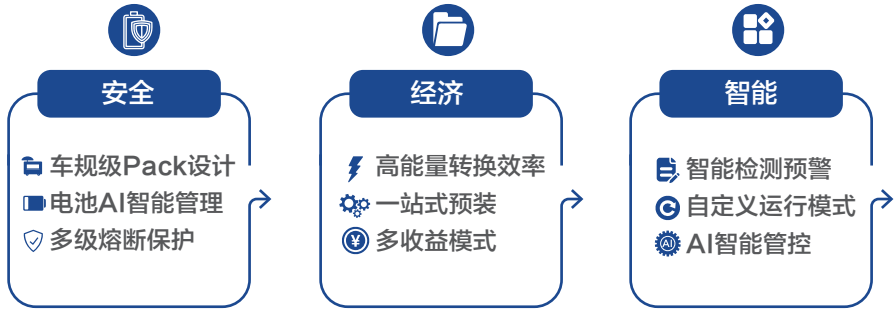 安全
车规级Pack设计
电池AI智能管理
多级熔断保护
经济
高能量转换效率
一站式预装
¥
多收益模式
智能
智能检测预警
自定义运行模式
AI
AI智能管控